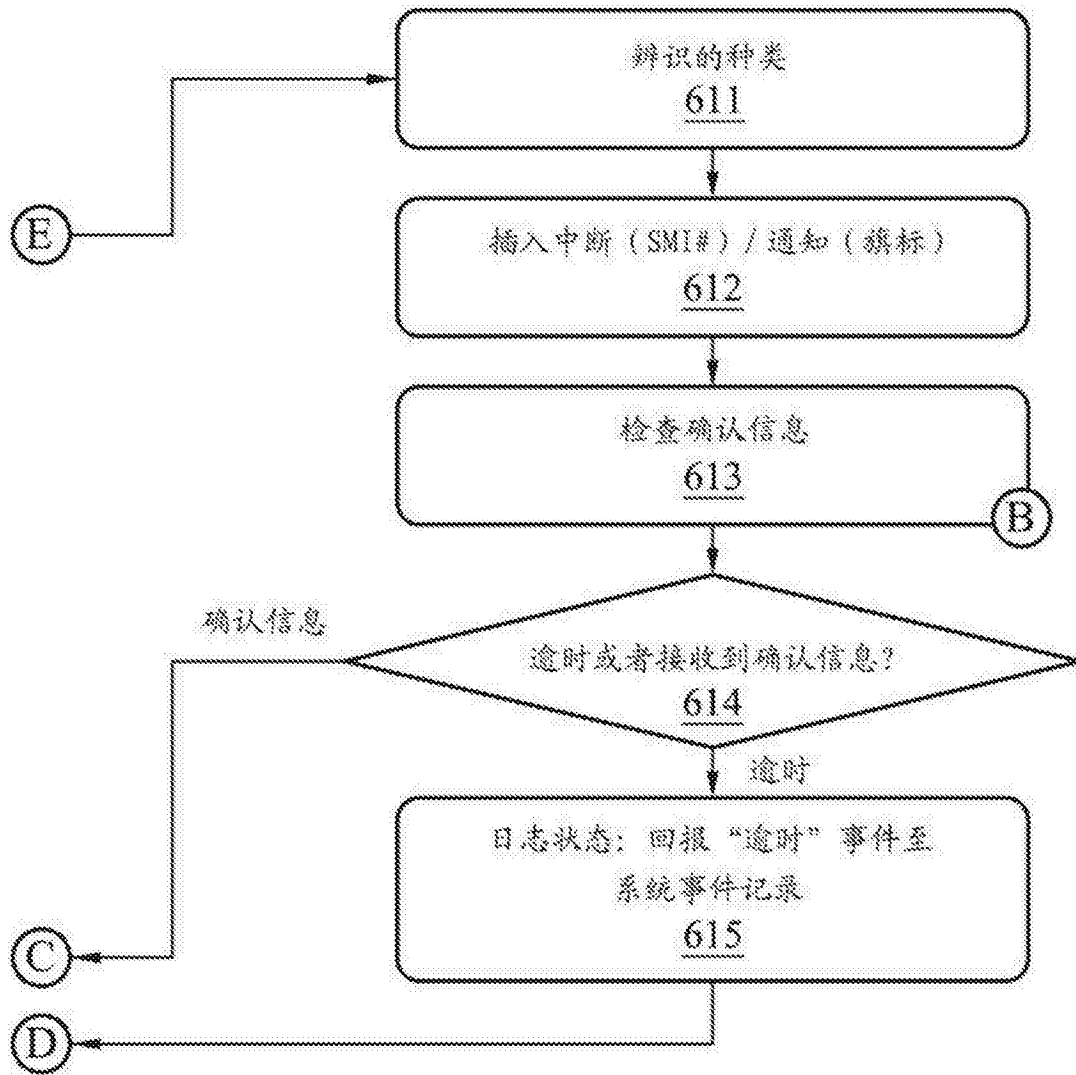 辨识的种类
611
E
插入中断（SMI#）/ 通知（旗标）
612
检查确认信息
613
B
确认信息
逾时或者接收到确认信息？
614
逾时
日志状态：回报“逾时”事件至
系统事件记录
615
C
D